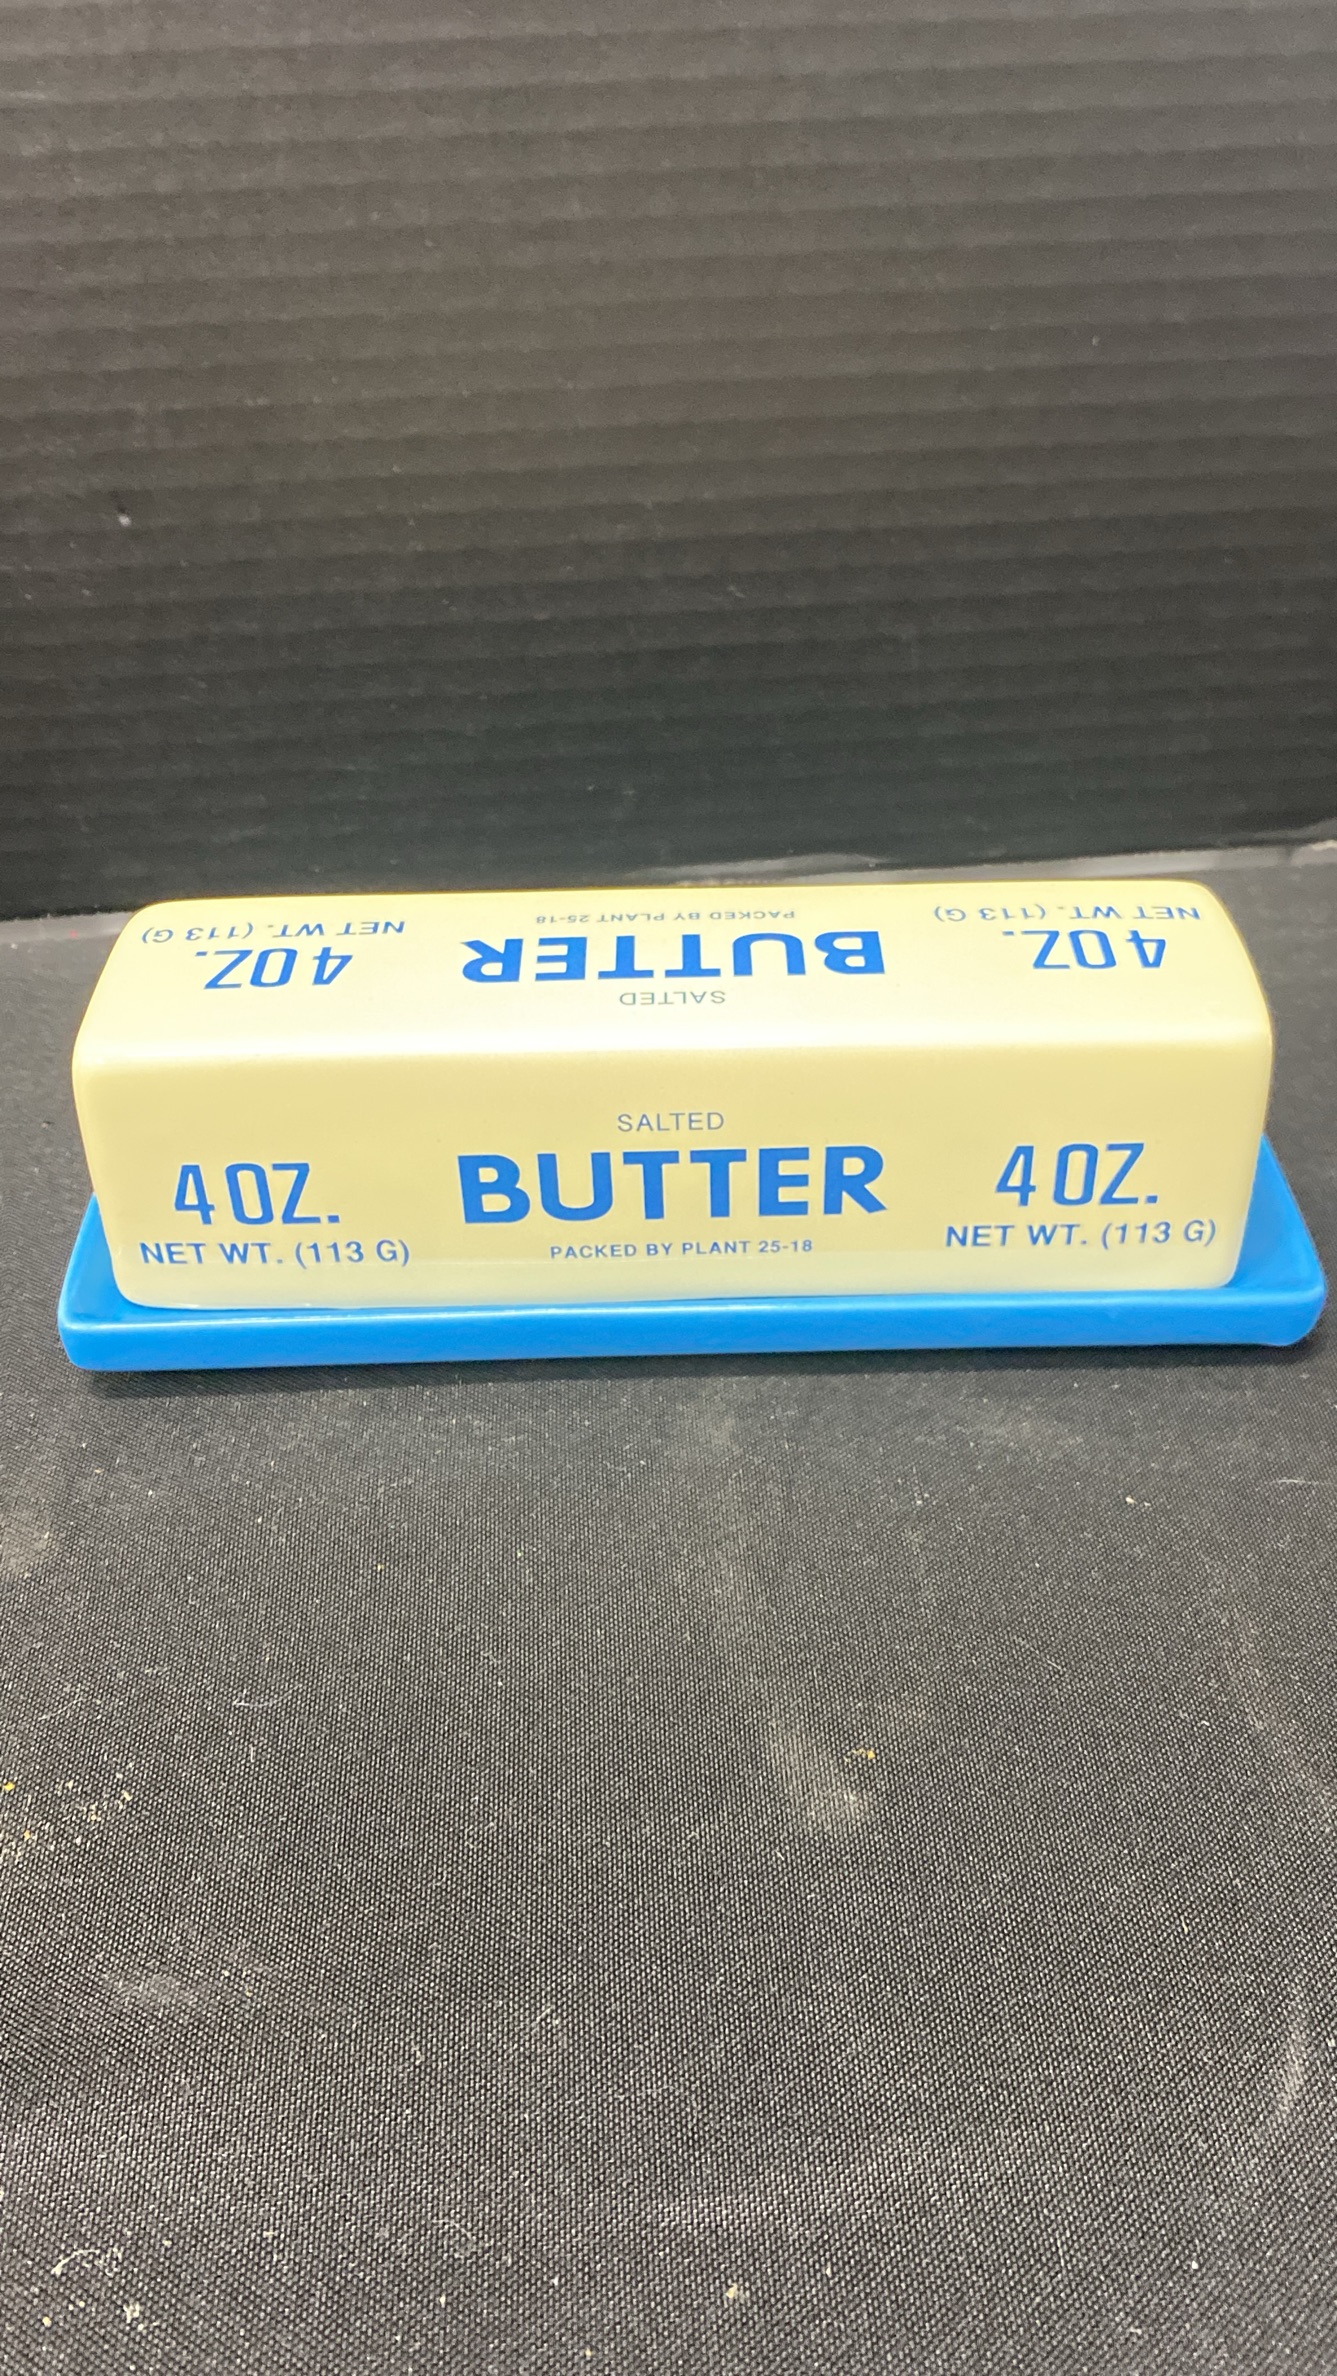 NET WT. (113 G)
4 OZ.
PACKED BY PLANT 25-18
BUTTER
SALTED
NET WT. (113 G)
4 OZ.
SALTED
4 OZ.
NET WT. (113 G)
BUTTER
PACKED BY PLANT 25-18
4 OZ.
NET WT. (113 G)